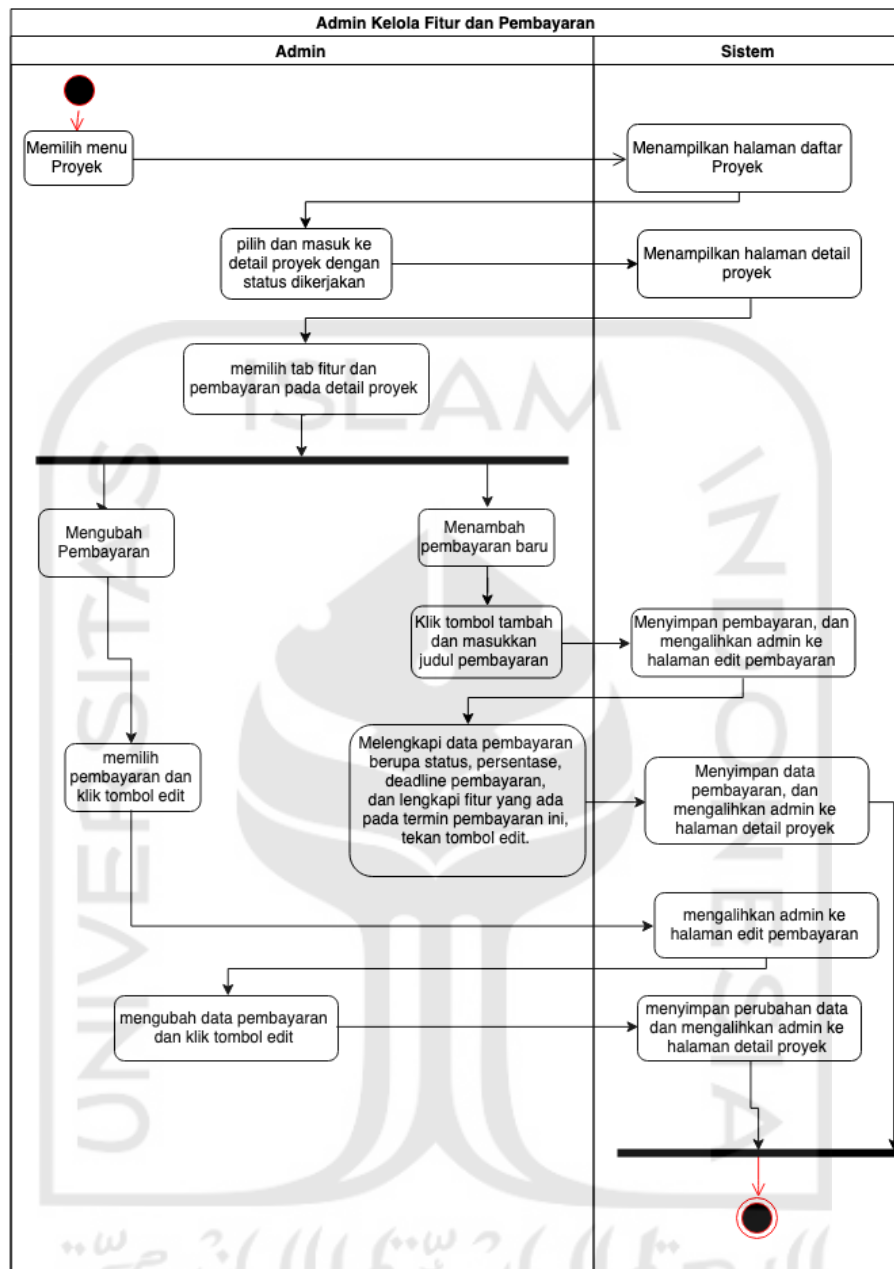 Admin Kelola Fitur dan Pembayaran
Admin
Sistem
Memilih menu
Proyek
Menampilkan halaman daftar
Proyek
pilih dan masuk ke
detail proyek dengan
status dikerjakan
Menampilkan halaman detail
proyek
memilih tab fitur dan
pembayaran pada detail proyek
Mengubah
Pembayaran
Menambah
pembayaran baru
Klik tombol tambah
dan masukkan
judul pembayaran
Menyimpan pembayaran, dan
mengalihkan admin ke
halaman edit pembayaran
memilih
pembayaran dan
klik tombol edit
Melengkapi data pembayaran
berupa status, persentase,
deadline pembayaran,
dan lengkapi fitur yang ada
pada termin pembayaran ini,
tekan tombol edit.
Menyimpan data
pembayaran, dan
mengalihkan admin ke
halaman detail proyek
mengalihkan admin ke
halaman edit pembayaran
mengubah data pembayaran
dan klik tombol edit
menyimpan perubahan data
dan mengalihkan admin ke
halaman detail proyek
UNIVERSITAS
ISLAM
INDONESIA